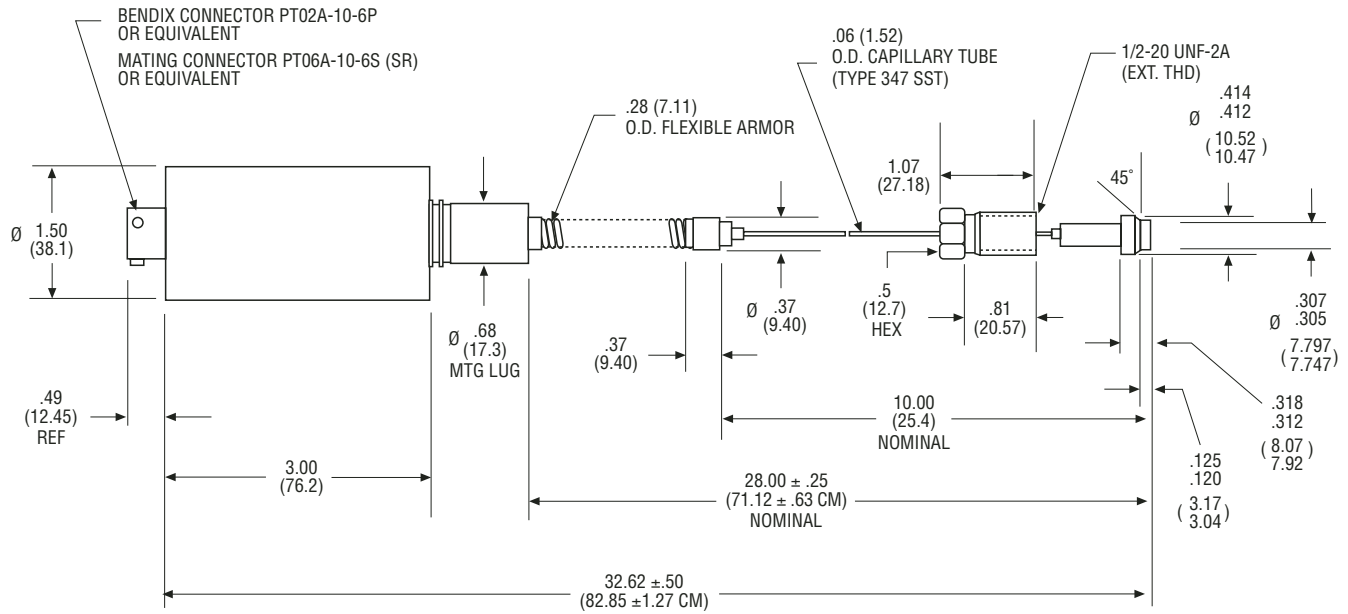 BENDIX CONNECTOR PT02A-10-6P
OR EQUIVALENT
MATING CONNECTOR PT06A-10-6S (SR)
OR EQUIVALENT
.06 (1.52)
O.D. CAPILLARY TUBE
(TYPE 347 SST)
1/2-20 UNF-2A
(EXT. THD)
.28 (7.11)
O.D. FLEXIBLE ARMOR
Ø .414
.412
(10.52
10.47)
1.07
(27.18)
45°
Ø 1.50
(38.1)
Ø .68
(17.3)
MTG LUG
Ø .37
(9.40)
.37
(9.40)
.5
(12.7)
HEX
.81
(20.57)
Ø .307
.305
(7.797
7.747)
.49
(12.45)
REF
10.00
(25.4)
NOMINAL
.318
.312
(8.07)
7.92
.125
.120
(3.17
3.04)
3.00
(76.2)
28.00 ± .25
(71.12 ± .63 CM)
NOMINAL
32.62 ±.50
(82.85 ±1.27 CM)